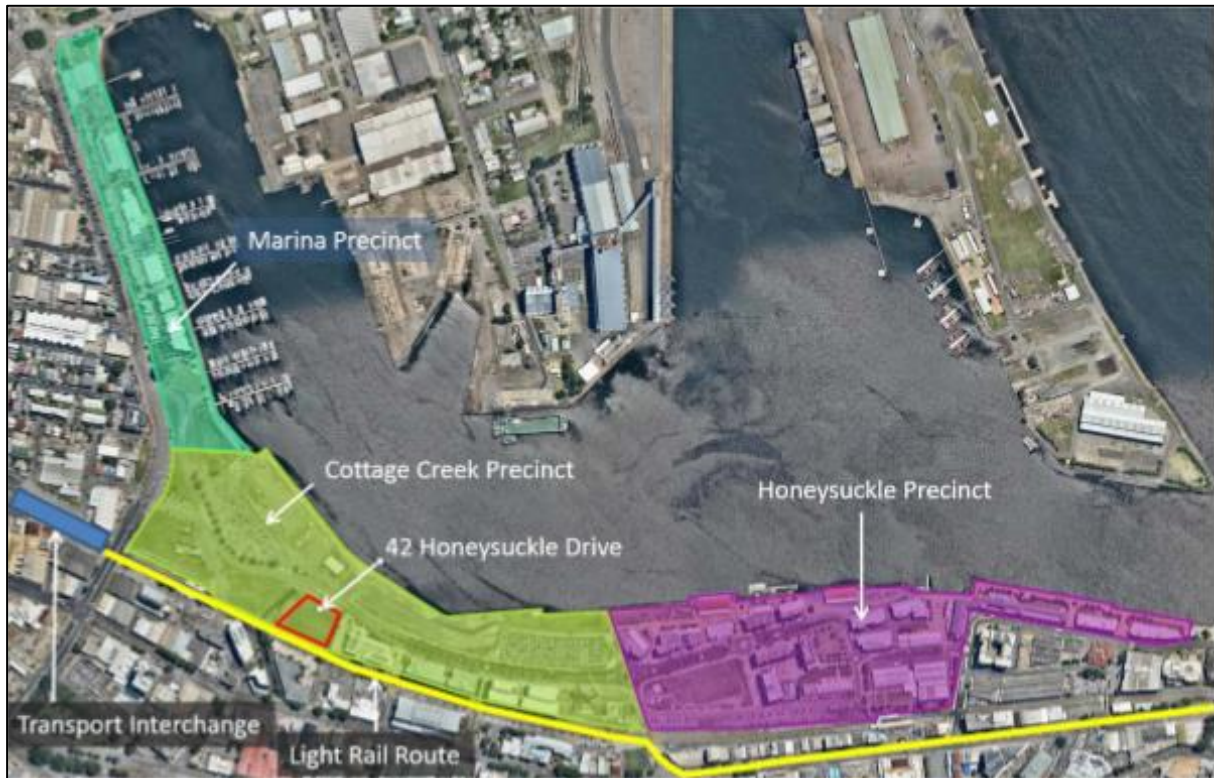 Marina Precinct
Cottage Creek Precinct
Honeysuckle Precinct
42 Honeysuckle Drive
Transport Interchange
Light Rail Route